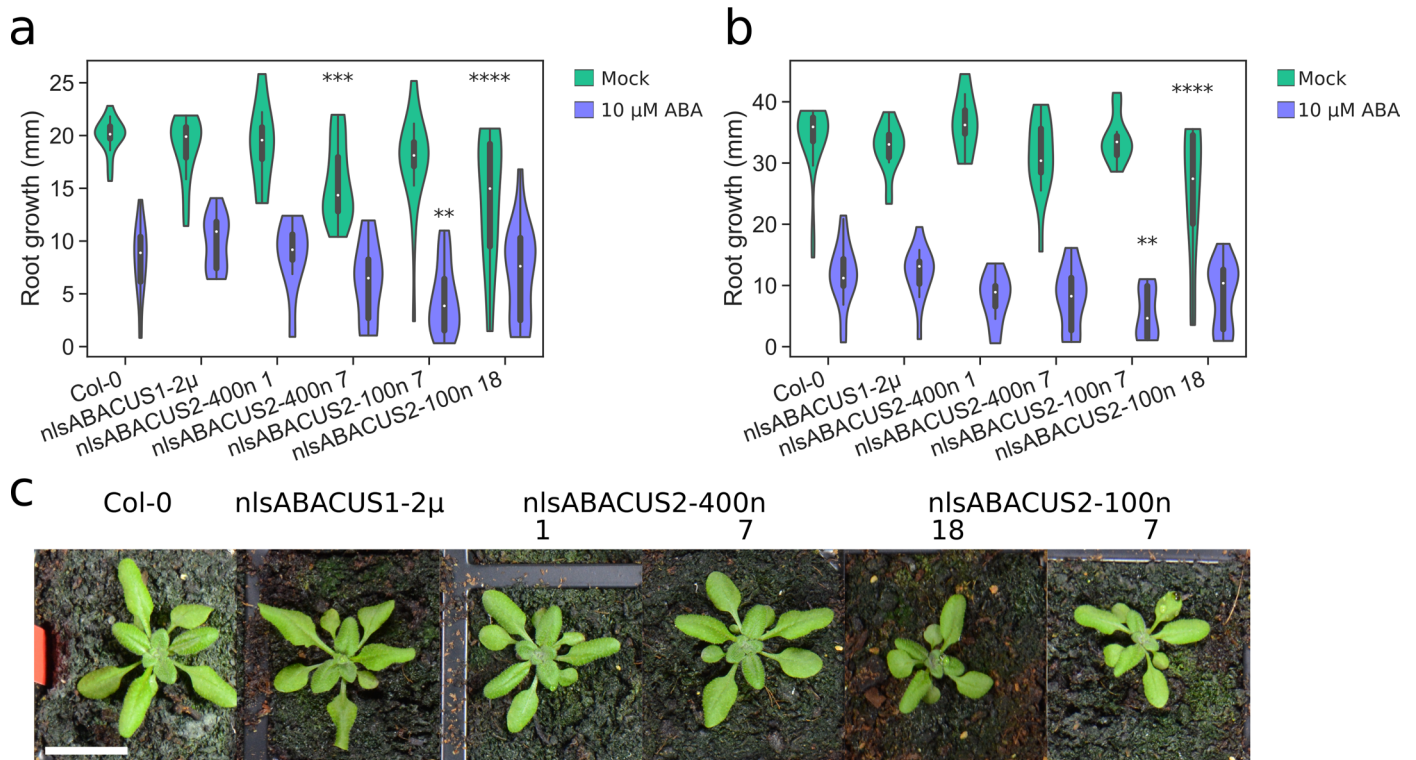 a
b
Root growth (mm)
25
20
15
10
5
0
***
**
****
Mock
10 µM ABA
Col-0
nlsABACUS1-2µ
nlsABACUS2-400n 1
nlsABACUS2-400n 7
nlsABACUS2-100n 7
nlsABACUS2-100n 18
Root growth (mm)
40
30
20
10
0
**
****
Mock
10 µM ABA
Col-0
nlsABACUS1-2µ
nlsABACUS2-400n 1
nlsABACUS2-400n 7
nlsABACUS2-100n 7
nlsABACUS2-100n 18
c
Col-0 nlsABACUS1-2µ nlsABACUS2-400n nlsABACUS2-100n
1 7 18 7